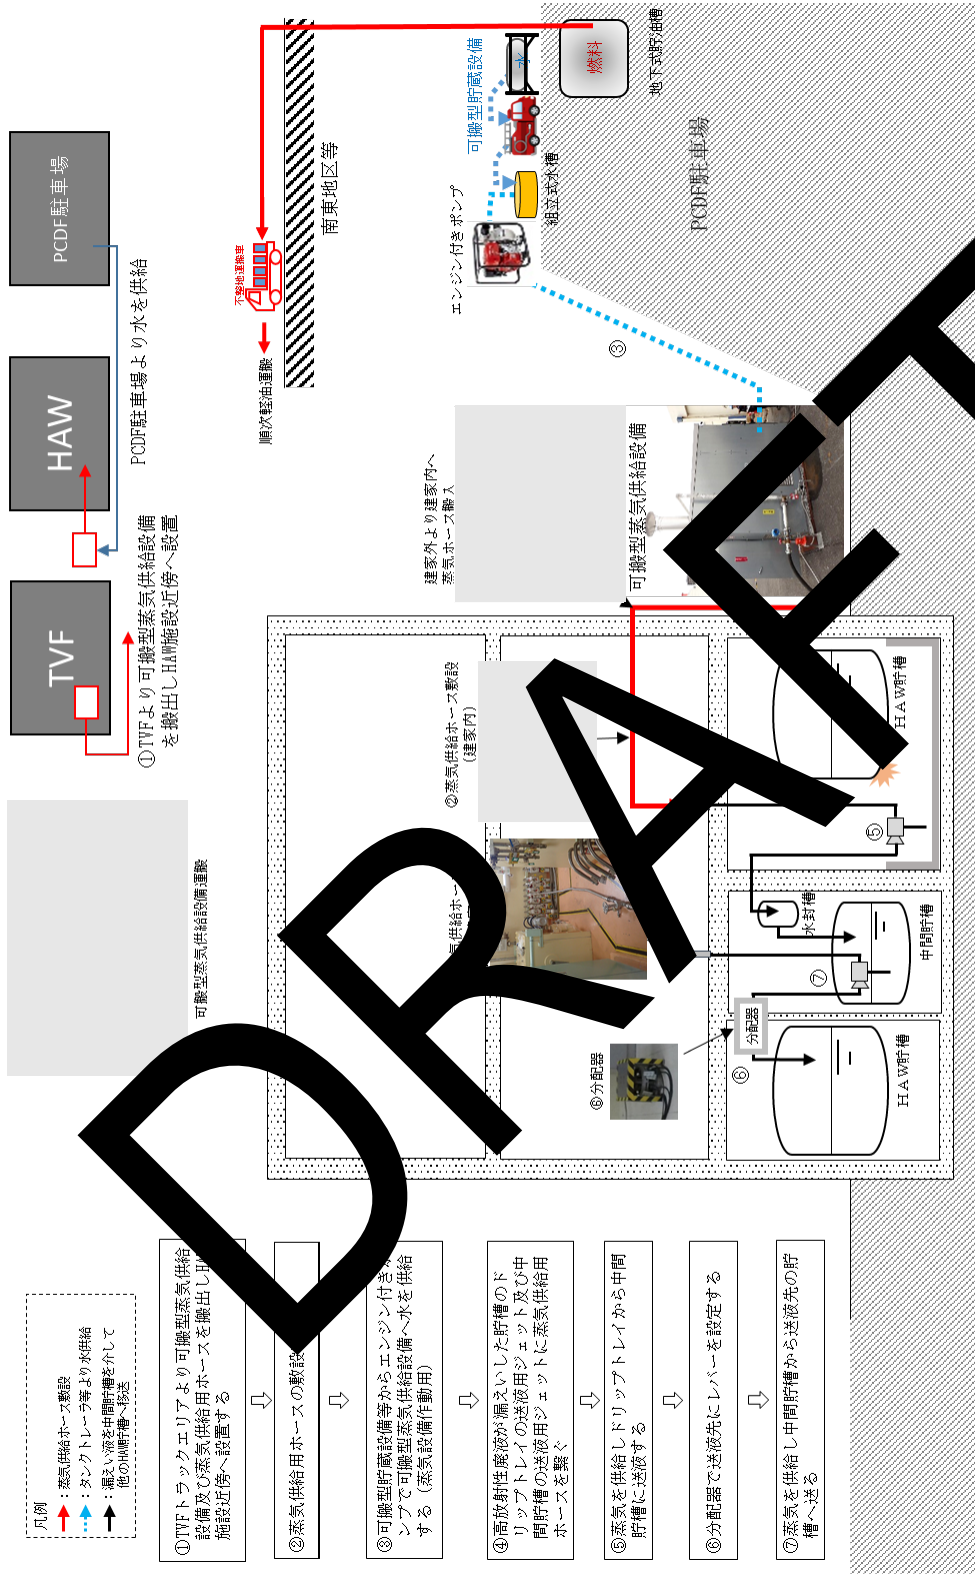 凡例
：蒸気供給ホース敷設
：タンクトレーラ等より水供給
：漏えい液を中間貯槽を介して
他のHAW貯槽へ移送
①TVFトラックエリアより可搬型蒸気供給
設備及び蒸気供給用ホースを搬出し
施設近傍へ設置する
②蒸気供給用ホースの敷設
③可搬型貯蔵設備等からエンジン付き
ンプで可搬型蒸気供給設備へ水を供給
する（蒸気設備作動用）
④高放射性廃液が漏えいした貯槽のド
リップトレイの送液用ジェット及び中
間貯槽の送液用ジェットに蒸気供給用
ホースを繋ぐ
⑤蒸気を供給しドリップトレイから中間
貯槽に送液する
⑥分配器で送液先にレバーを設定する
⑦蒸気を供給し中間貯槽から送液先の貯
槽へ送る
可搬型蒸気供給設備運搬
TVF
HAW
PCDF駐車場
①TVFより可搬型蒸気供給設備
を搬出しHAW施設近傍へ設置
PCDF駐車場より水を供給
不整地運搬車
順次軽油運搬
南東地区等
エンジン付きポンプ
可搬型貯蔵設備
水
組立式水槽
燃料
地下式貯油槽
PCDF駐車場
③
建家外より建家内へ
蒸気ホース搬入
可搬型蒸気供給設備
②蒸気供給ホース敷設
（建家内）
気供給ホー
⑥分配器
分配器
⑥
⑦
⑤
水封槽
中間貯槽
HAW貯槽
HAW貯槽
DRAFT